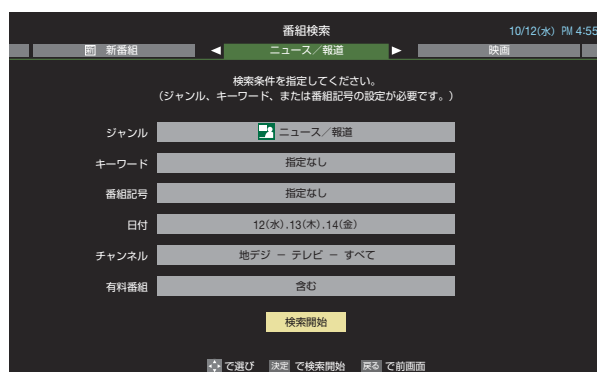 番組検索
10/12(水) PM 4:55
新番組 ◀ ニュース／報道 ▶ 映画
検索条件を指定してください。
(ジャンル、キーワード、または番組記号の設定が必要です。)
ジャンル ニュース／報道
キーワード 指定なし
番組記号 指定なし
日付 12(水).13(木).14(金)
チャンネル 地デジ － テレビ － すべて
有料番組 含む
検索開始
で選び 決定 で検索開始 戻る で前画面